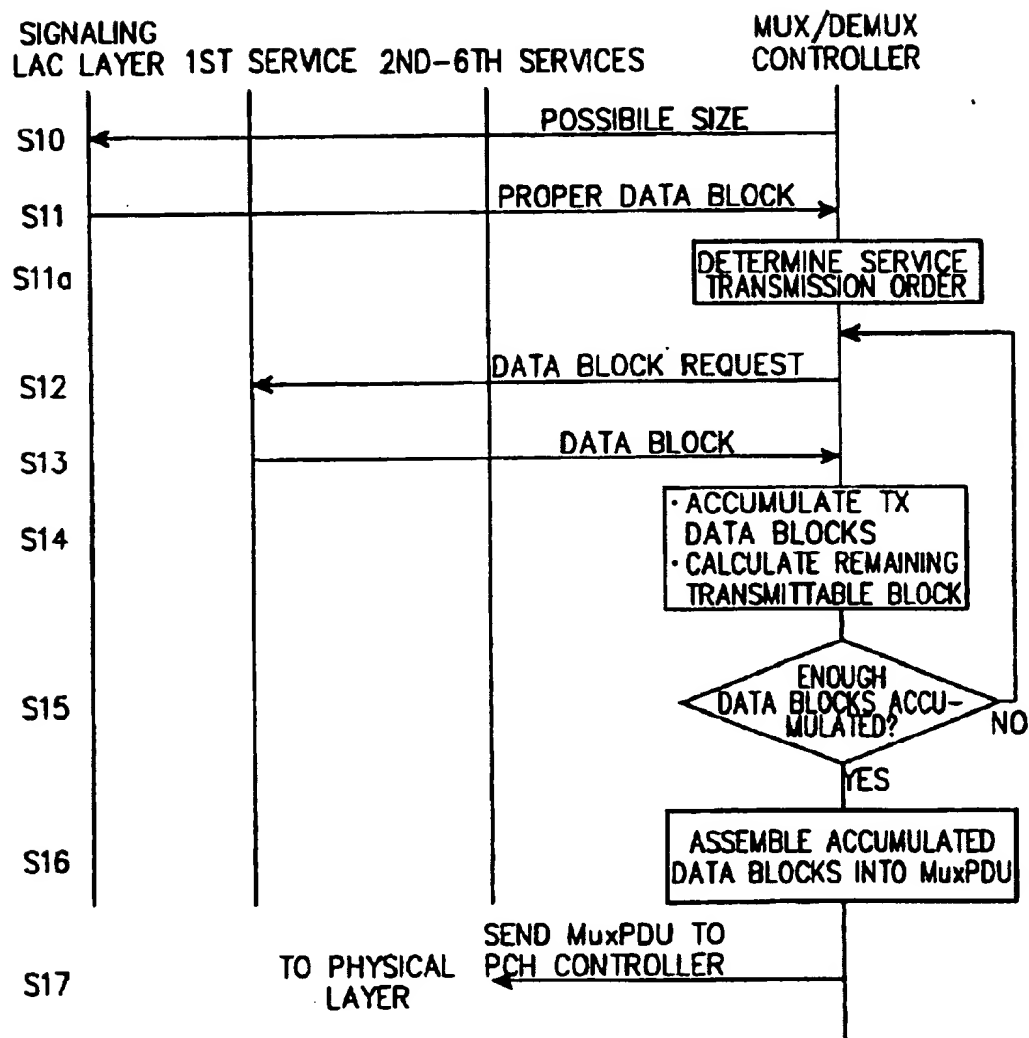 SIGNALING
LAC LAYER
1ST SERVICE
2ND-6TH SERVICES
MUX/DEMUX
CONTROLLER
S10
POSSIBILE SIZE
S11
PROPER DATA BLOCK
S11a
DETERMINE SERVICE
TRANSMISSION ORDER
S12
DATA BLOCK REQUEST
S13
DATA BLOCK
S14
· ACCUMULATE TX
DATA BLOCKS
· CALCULATE REMAINING
TRANSMITTABLE BLOCK
S15
ENOUGH
DATA BLOCKS ACCU-
MULATED?
NO
YES
S16
ASSEMBLE ACCUMULATED
DATA BLOCKS INTO MuxPDU
S17
TO PHYSICAL
LAYER
SEND MuxPDU TO
PCH CONTROLLER